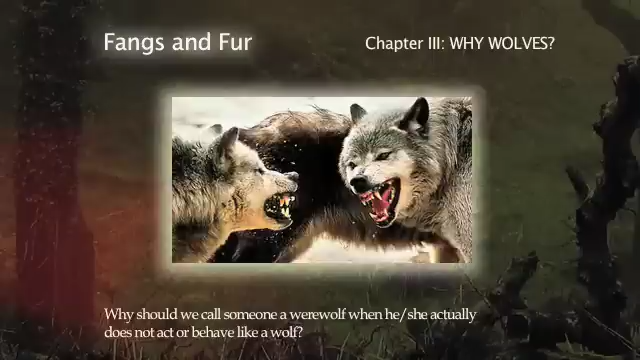 Fangs and Fur
Chapter III: WHY WOLVES?
Why should we call someone a werewolf when he/she actually
does not act or behave like a wolf?